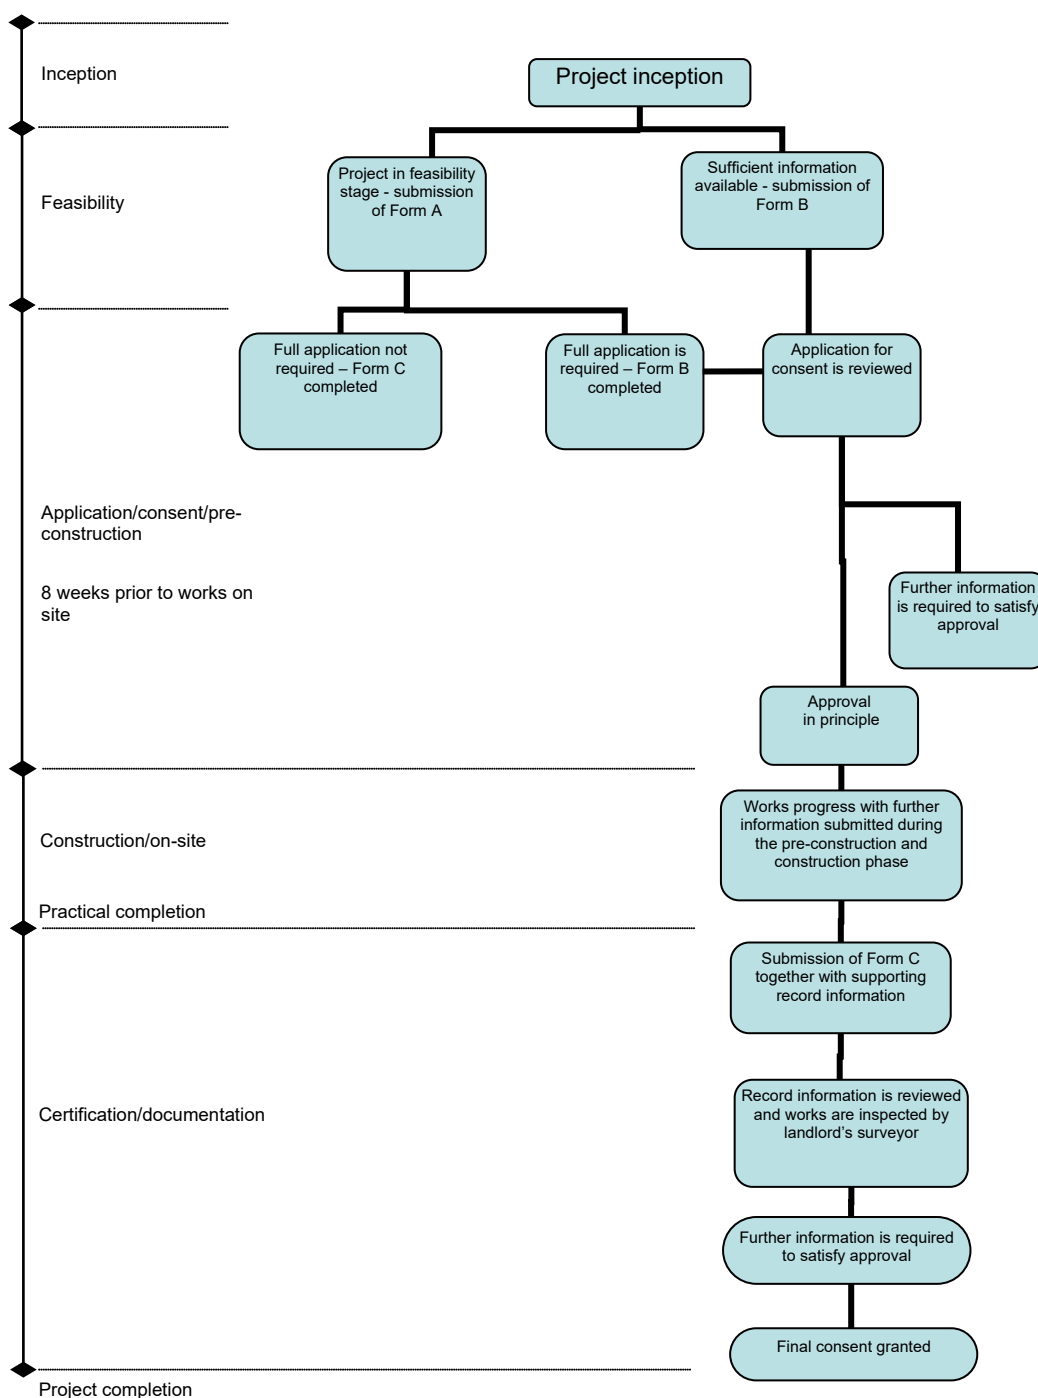 Inception
Project inception
Feasibility
Project in feasibility
stage - submission
of Form A
Sufficient information
available - submission of
Form B
Full application not
required – Form C
completed
Full application is
required – Form B
completed
Application for
consent is reviewed
Application/consent/pre-
construction
8 weeks prior to works on
site
Further information
is required to satisfy
approval
Approval
in principle
Construction/on-site
Works progress with further
information submitted during
the pre-construction and
construction phase
Practical completion
Submission of Form C
together with supporting
record information
Certification/documentation
Record information is reviewed
and works are inspected by
landlord’s surveyor
Further information is required
to satisfy approval
Final consent granted
Project completion